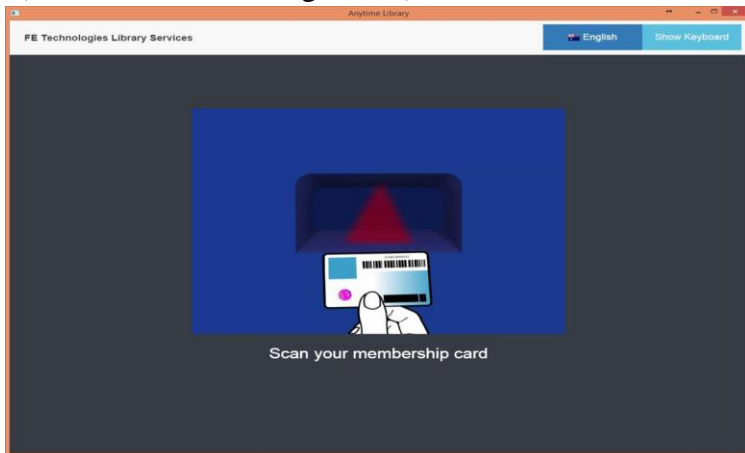 Anytime Library
FE Technologies Library Services
English
Show Keyboard
Scan your membership card